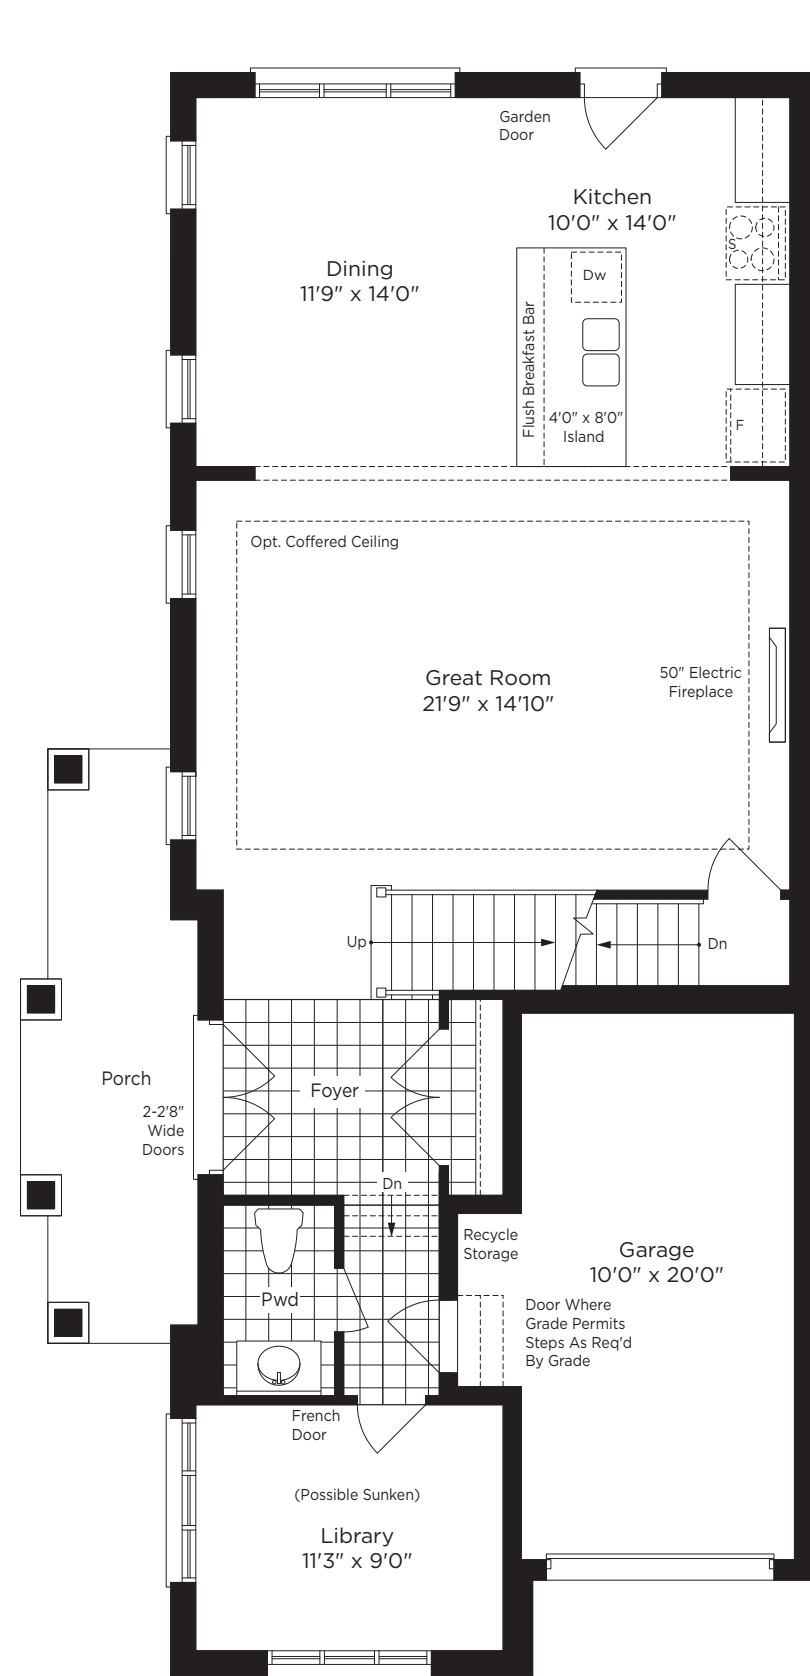 Garden
Door
Kitchen
10'0" x 14'0"
Dining
11'9" x 14'0"
S
Dw
Flush Breakfast Bar
4'0" x 8'0"
Island
F
Opt. Coffered Ceiling
Great Room
21'9" x 14'10"
50" Electric
Fireplace
Up
Dn
Porch
2-2'8"
Wide
Doors
Foyer
Dn
Recycle
Storage
Garage
10'0" x 20'0"
Pwd
Door Where
Grade Permits
Steps As Req'd
By Grade
French
Door
(Possible Sunken)
Library
11'3" x 9'0"